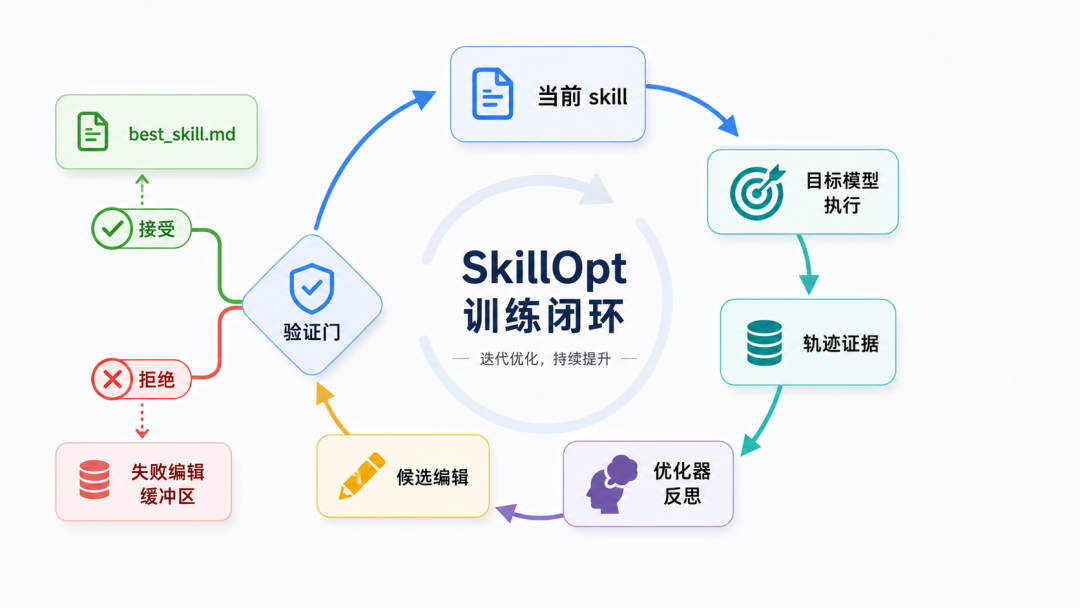 当前 skill
best_skill.md
目标模型
执行
接受
SkillOpt
训练闭环
验证门
轨迹证据
迭代优化，持续提升
拒绝
失败编辑
缓冲区
候选编辑
优化器
反思